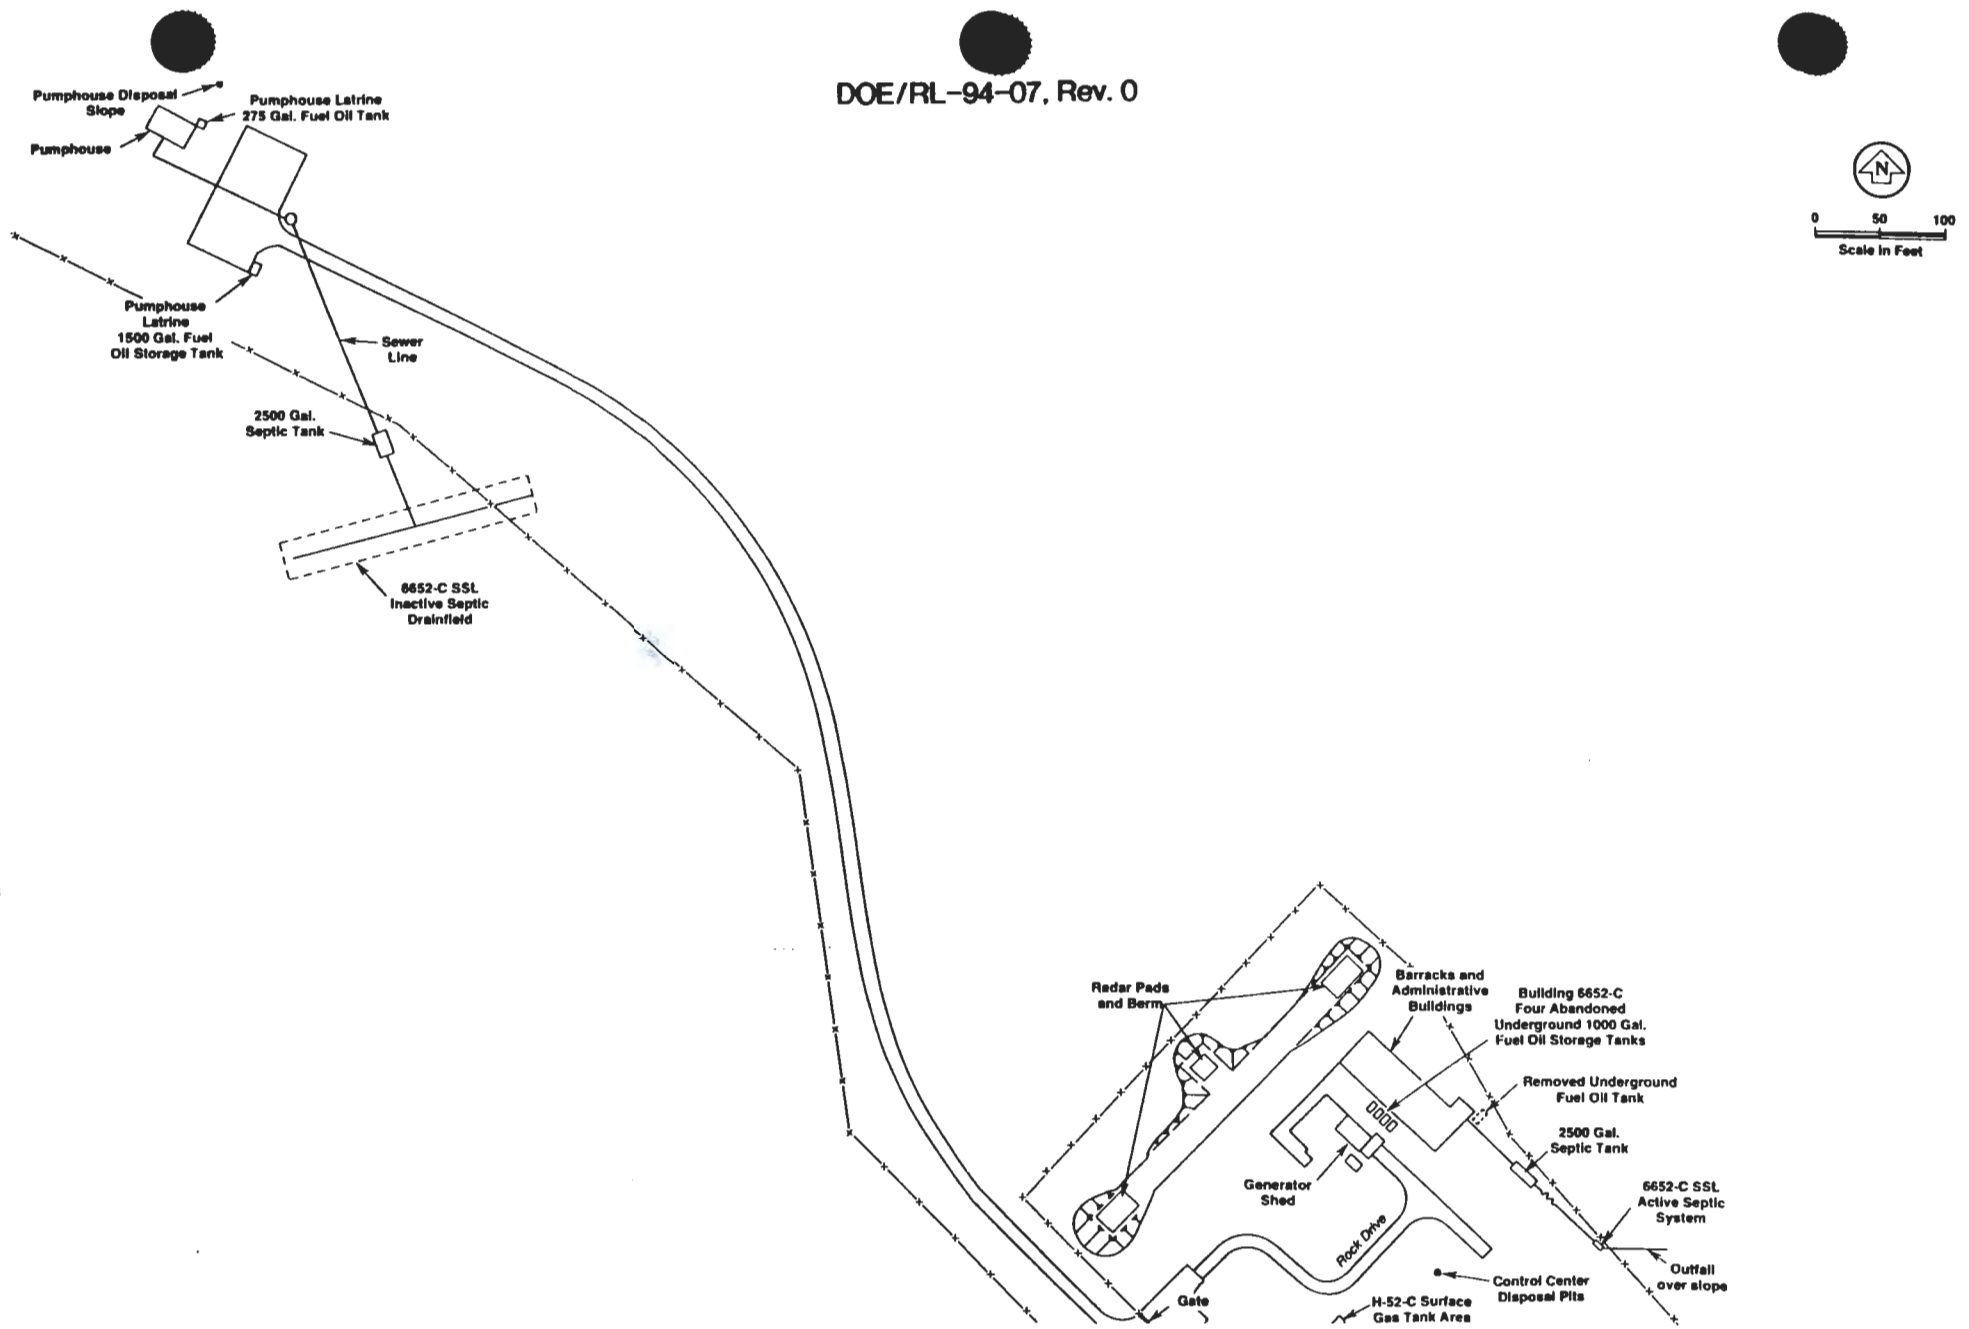 DOE/RL-94-07, Rev. 0
Pumphouse Disposal
Slope
Pumphouse Latrine
275 Gal. Fuel Oil Tank
Pumphouse
N
0 50 100
Scale in Feet
Pumphouse
Latrine
1500 Gal. Fuel
Oil Storage Tank
Sewer
Line
2500 Gal.
Septic Tank
6652-C SSL
Inactive Septic
Drainfield
Radar Pads
and Berm
Barracks and
Administrative
Buildings
Building 6652-C
Four Abandoned
Underground 1000 Gal.
Fuel Oil Storage Tanks
Removed Underground
Fuel Oil Tank
2500 Gal.
Septic Tank
Generator
Shed
6652-C SSL
Active Septic
System
Rock Drive
Outfall
over slope
Control Center
Disposal Pits
Gate
H-52-C Surface
Gas Tank Area